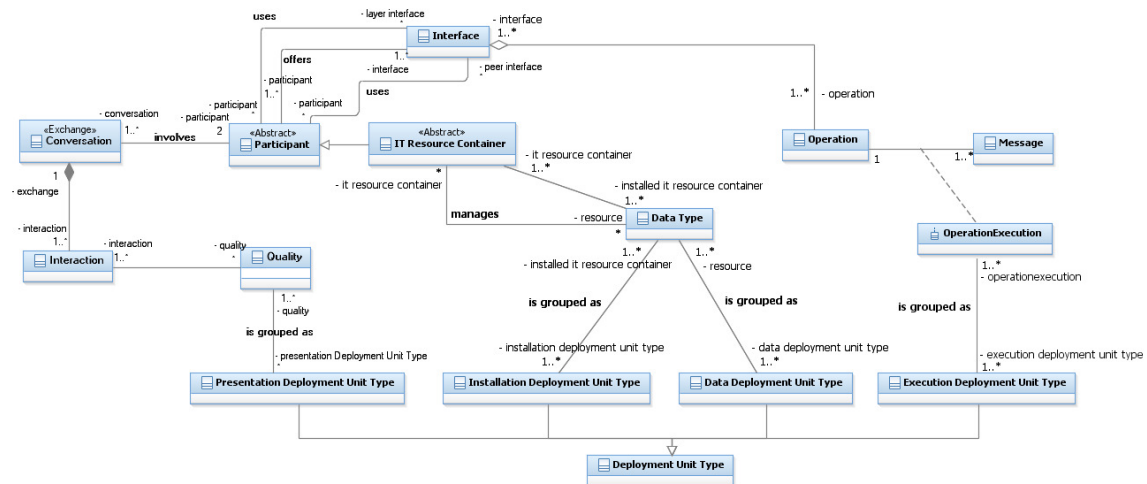 uses
- layer interface
*
Interface
- interface
1..*
offers
1..*
- interface
- peer interface
*
uses
- participant
1..*
- participant
*
- participant
*
- conversation
1..*
- participant
2
involves
«Exchange»
Conversation
«Abstract»
Participant
«Abstract»
IT Resource Container
1..*
- operation
Operation
1
1..*
Message
1
- exchange
*
- it resource container
- it resource container
1..*
- installed it resource container
1..*
manages
- resource
*
Data Type
OperationExecution
- interaction
1..*
Interaction
- interaction
1..*
- quality
*
Quality
1..*
- installed it resource container
1..*
- resource
1..*
- operationexecution
1..*
- quality
is grouped as
is grouped as
is grouped as
is grouped as
- presentation Deployment Unit Type
*
- installation deployment unit type
1..*
- data deployment unit type
1..*
- execution deployment unit type
1..*
Presentation Deployment Unit Type
Installation Deployment Unit Type
Data Deployment Unit Type
Execution Deployment Unit Type
Deployment Unit Type